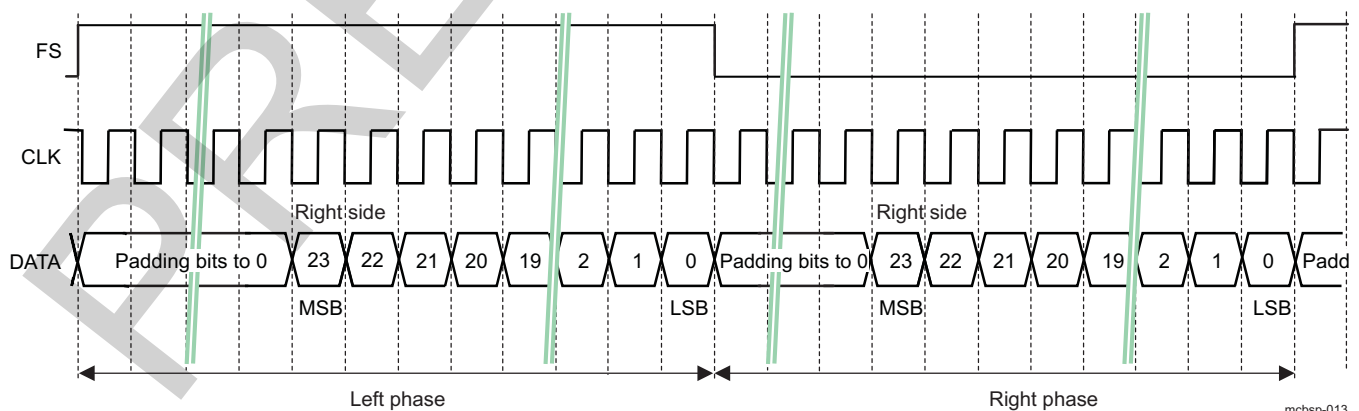 FS
CLK
Right side
Right side
DATA
Padding bits to 0 23 22 21 20 19 2 1 0 Padding bits to 0 23 22 21 20 19 2 1 0 Padd
MSB LSB MSB LSB
Left phase
Right phase
mcbsp-013
PRE